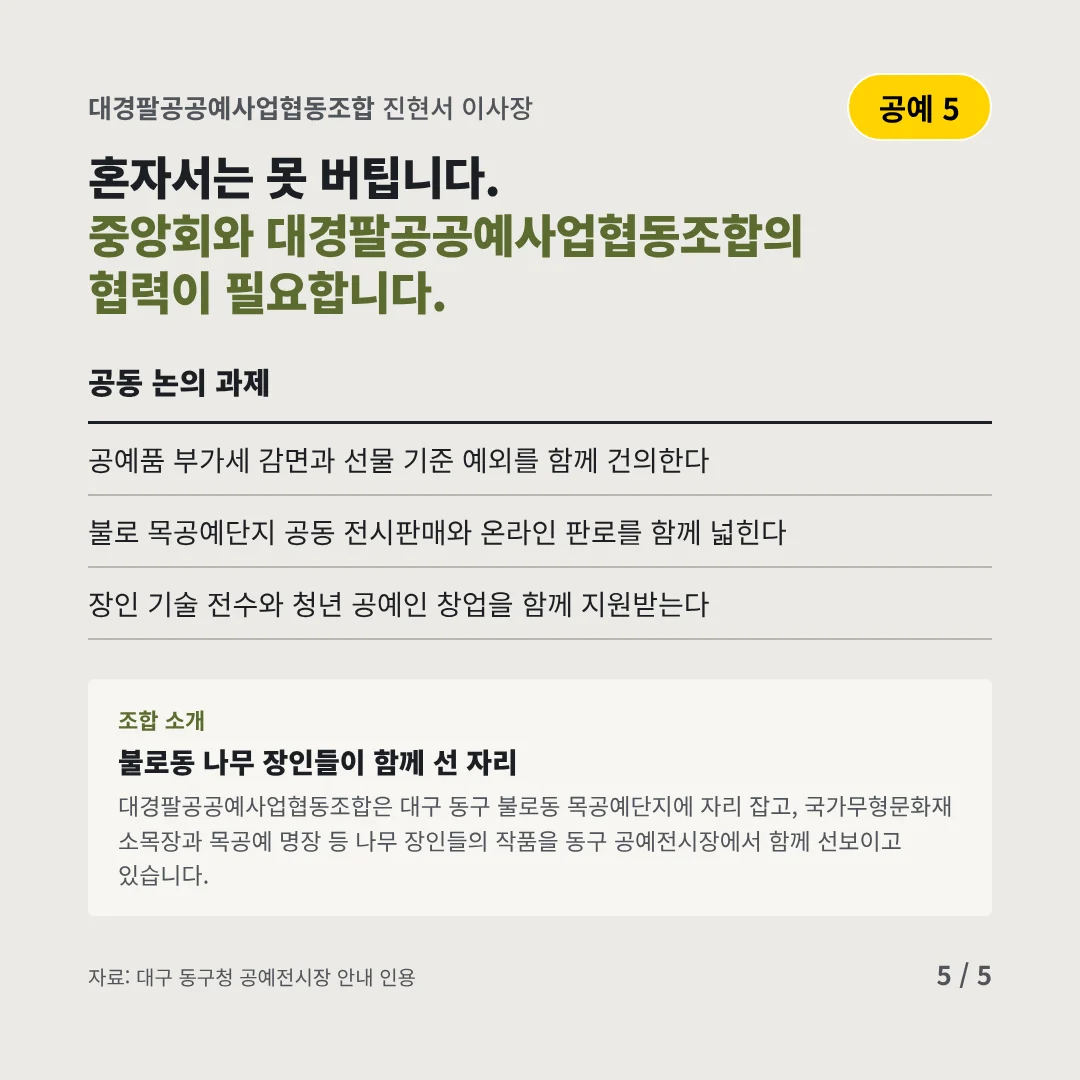 대경팔공공예사업협동조합 진현서 이사장
공예 5
혼자서는 못 버팁니다.
중앙회와 대경팔공공예사업협동조합의
협력이 필요합니다.
공동 논의 과제
공예품 부가세 감면과 선물 기준 예외를 함께 건의한다
불로 목공예단지 공동 전시판매와 온라인 판로를 함께 넓힌다
장인 기술 전수와 청년 공예인 창업을 함께 지원받는다
조합 소개
불로동 나무 장인들이 함께 선 자리
대경팔공공예사업협동조합은 대구 동구 불로동 목공예단지에 자리 잡고, 국가무형문화재
소목장과 목공예 명장 등 나무 장인들의 작품을 동구 공예전시장에서 함께 선보이고
있습니다.
자료: 대구 동구청 공예전시장 안내 인용
5 / 5